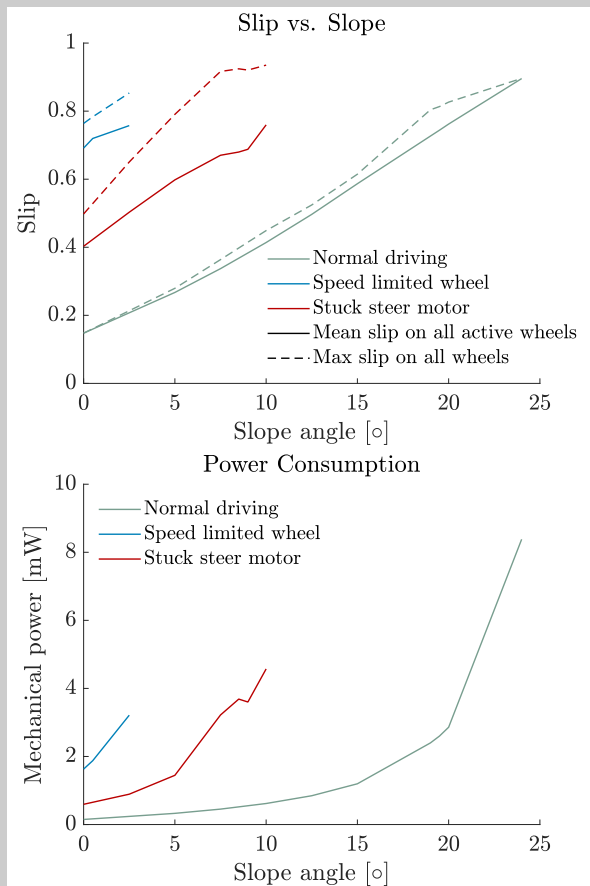 Slip vs. Slope
1
0.8
0.6
0.4
0.2
0
Slip
Normal driving
Speed limited wheel
Stuck steer motor
Mean slip on all active wheels
Max slip on all wheels
0 5 10 15 20 25
Slope angle [∘]
Power Consumption
10
8
6
4
2
0
Mechanical power [mW]
Normal driving
Speed limited wheel
Stuck steer motor
0 5 10 15 20 25
Slope angle [∘]